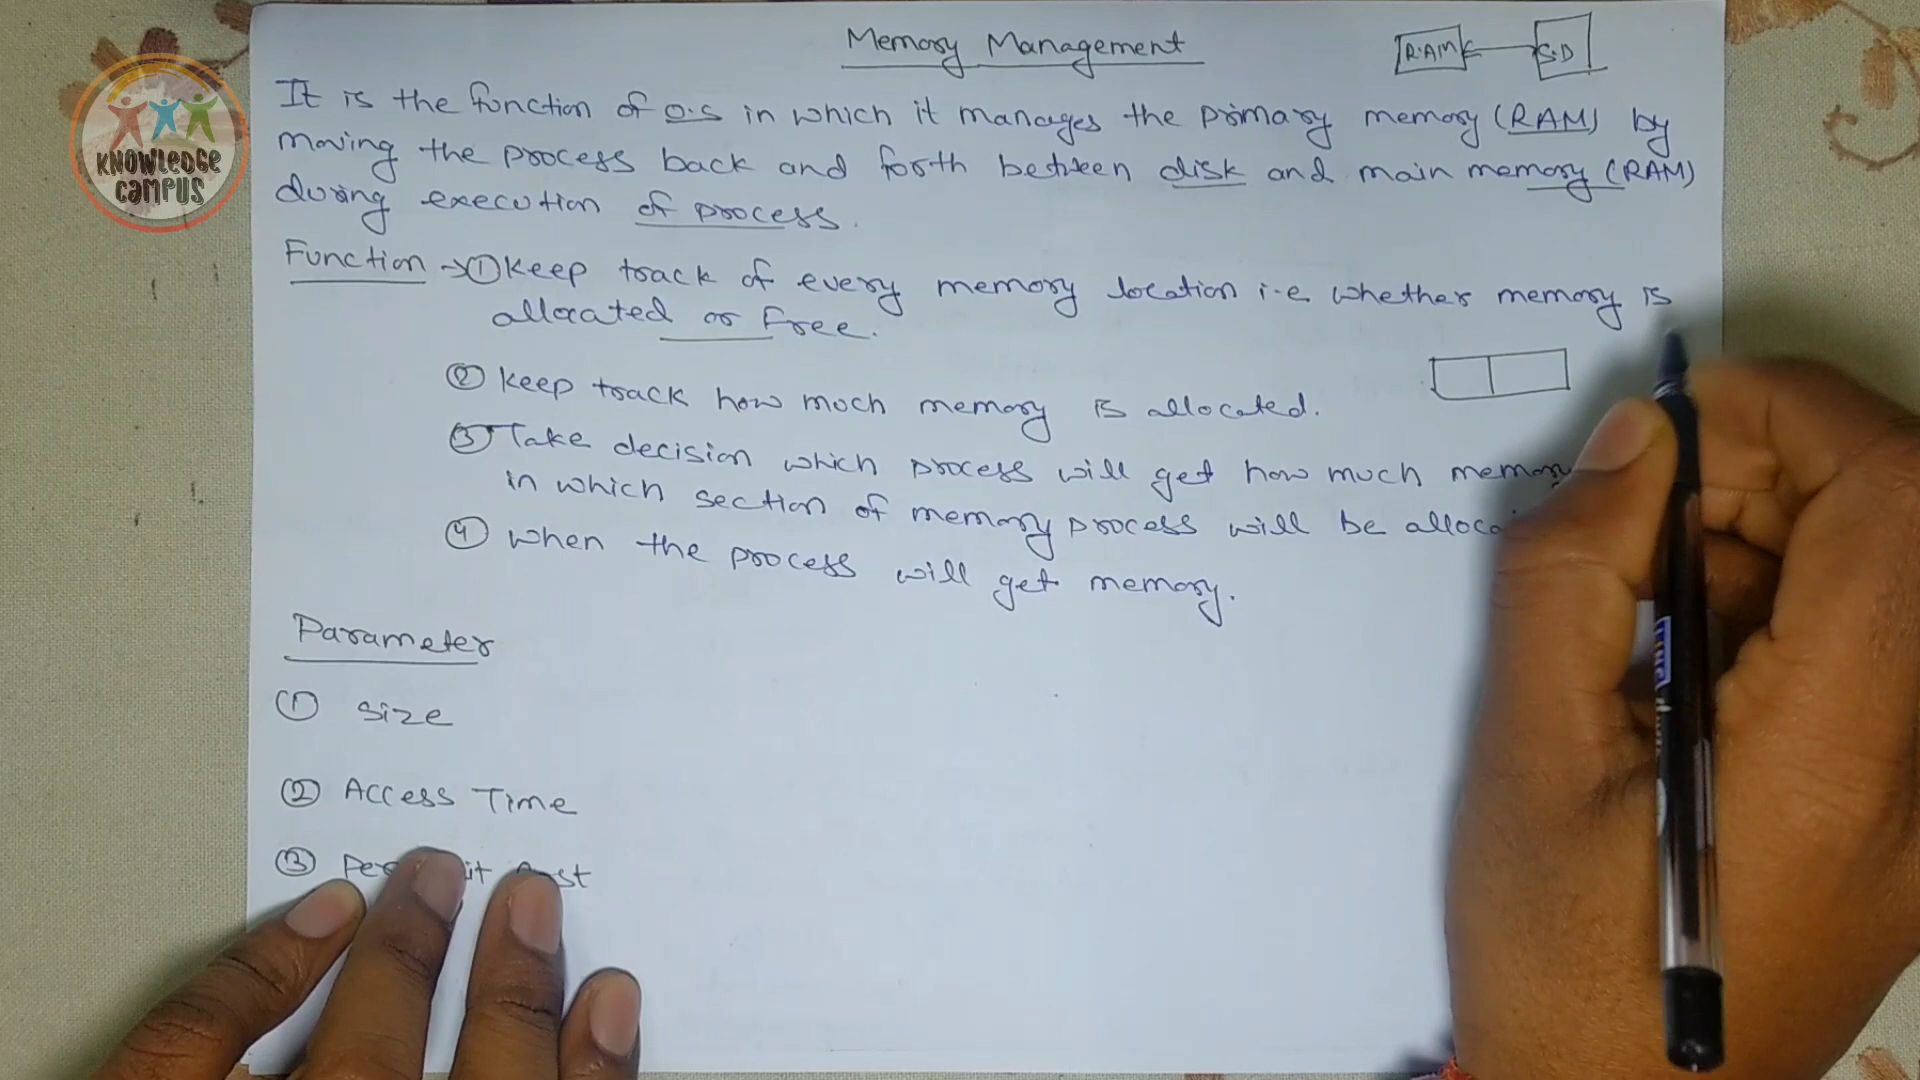 Memory Management
R.AM
S.D
KNOWLEDGE
CAMPUS
It is the function of O.S in which it manages the primary memory (RAM) by
moving the process back and forth between disk and main memory (RAM)
during execution of process.
Function → ① Keep track of every memory location i.e whether memory is
allocated or free.
② Keep track how much memory is allocated.
③ Take decision which process will get how much memory
in which section of memory process will be
④ When the process will get memory.
Parameter
① Size
② Access Time
③